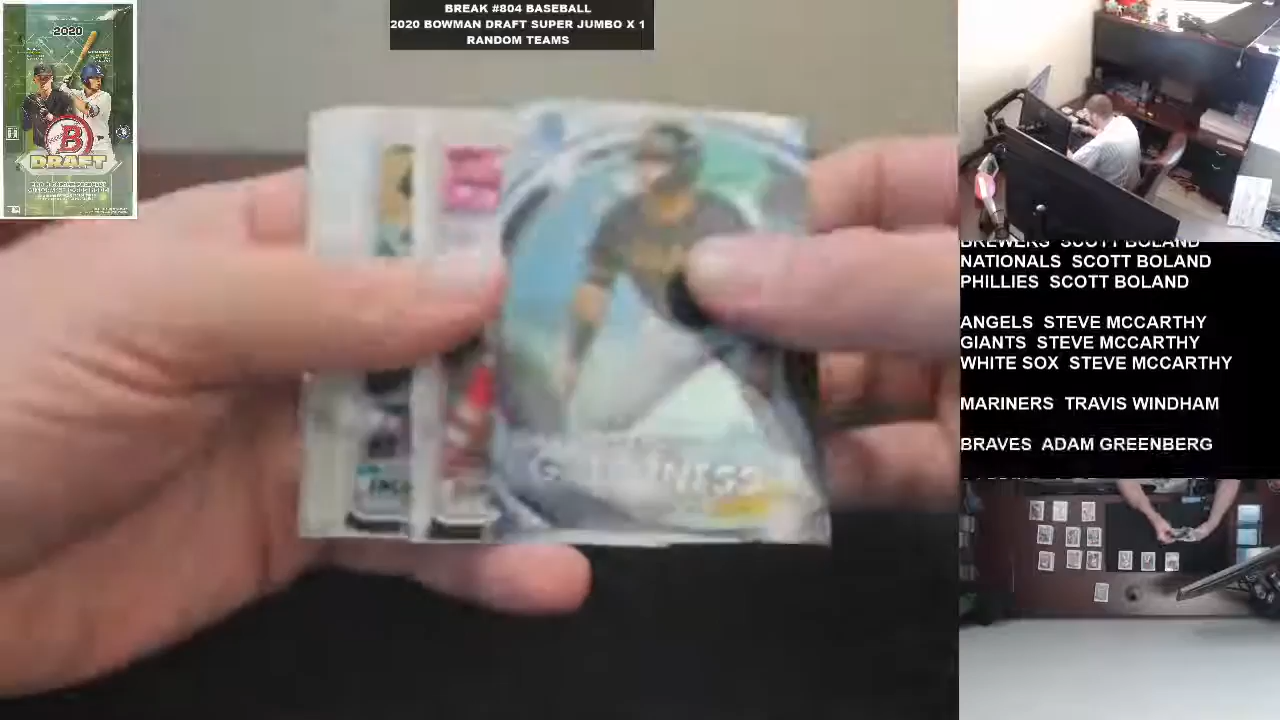 BREAK #804 BASEBALL
2020 BOWMAN DRAFT SUPER JUMBO X 1
RANDOM TEAMS
2020
B
DRAFT
BREWERS SCOTT BOLAND
NATIONALS SCOTT BOLAND
PHILLIES SCOTT BOLAND
ANGELS STEVE MCCARTHY
GIANTS STEVE MCCARTHY
WHITE SOX STEVE MCCARTHY
MARINERS TRAVIS WINDHAM
BRAVES ADAM GREENBERG